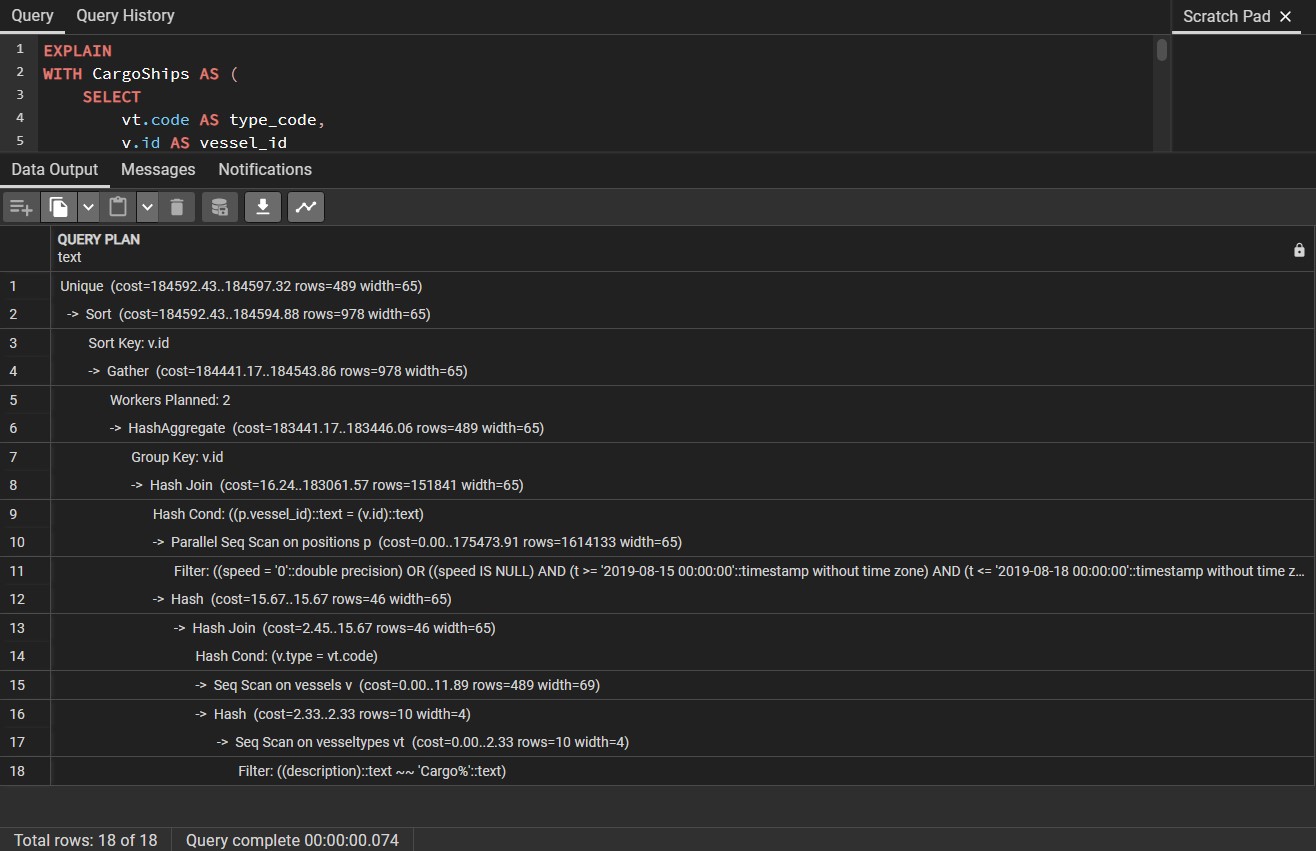 Query Query History Scratch Pad ×
1 EXPLAIN
2 WITH CargoShips AS (
3 SELECT
4 vt.code AS type_code,
5 v.id AS vessel_id
Data Output Messages Notifications
QUERY PLAN
text
1 Unique (cost=184592.43..184597.32 rows=489 width=65)
2 -> Sort (cost=184592.43..184594.88 rows=978 width=65)
3 Sort Key: v.id
4 -> Gather (cost=184441.17..184543.86 rows=978 width=65)
5 Workers Planned: 2
6 -> HashAggregate (cost=183441.17..183446.06 rows=489 width=65)
7 Group Key: v.id
8 -> Hash Join (cost=16.24..183061.57 rows=151841 width=65)
9 Hash Cond: ((p.vessel_id)::text = (v.id)::text)
10 -> Parallel Seq Scan on positions p (cost=0.00..175473.91 rows=1614133 width=65)
11 Filter: ((speed = '0'::double precision) OR ((speed IS NULL) AND (t >= '2019-08-15 00:00:00'::timestamp without time zone) AND (t <= '2019-08-18 00:00:00'::timestamp without time z...
12 -> Hash (cost=15.67..15.67 rows=46 width=65)
13 -> Hash Join (cost=2.45..15.67 rows=46 width=65)
14 Hash Cond: (v.type = vt.code)
15 -> Seq Scan on vessels v (cost=0.00..11.89 rows=489 width=69)
16 -> Hash (cost=2.33..2.33 rows=10 width=4)
17 -> Seq Scan on vesseltypes vt (cost=0.00..2.33 rows=10 width=4)
18 Filter: ((description)::text ~~ 'Cargo%'::text)
Total rows: 18 of 18 Query complete 00:00:00.074